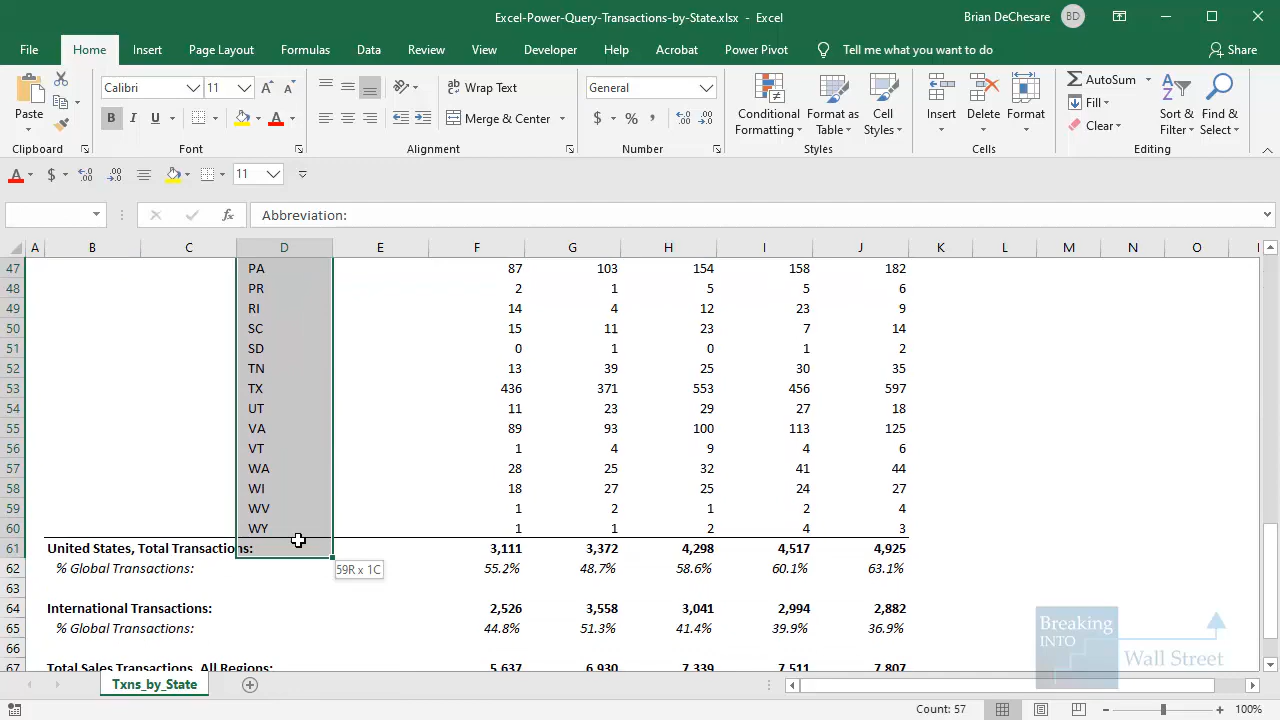 Excel-Power-Query-Transactions-by-State.xlsx - Excel
Brian DeChesare BD
File Home Insert Page Layout Formulas Data Review View Developer Help Acrobat Power Pivot Tell me what you want to do Share
Paste
Calibri 11
Wrap Text
General
Conditional Formatting
Format as Table
Cell Styles
Insert Delete Format
AutoSum
Fill
Clear
Sort & Filter
Find & Select
B I U A A A
Merge & Center
$ % ,
Clipboard Font Alignment Number Styles Cells Editing
A $ 11
fx Abbreviation:
A B C D E F G H I J K L M N O
47 PA 87 103 154 158 182
48 PR 2 1 5 5 6
49 RI 14 4 12 23 9
50 SC 15 11 23 7 14
51 SD 0 1 0 1 2
52 TN 13 39 25 30 35
53 TX 436 371 553 456 597
54 UT 11 23 29 27 18
55 VA 89 93 100 113 125
56 VT 1 4 9 4 6
57 WA 28 25 32 41 44
58 WI 18 27 25 24 27
59 WV 1 2 1 2 4
60 WY 1 1 2 4 3
61 United States, Total Transactions: 3,111 3,372 4,298 4,517 4,925
62 % Global Transactions: 55.2% 48.7% 58.6% 60.1% 63.1%
59R x 1C
63
64 International Transactions: 2,526 3,558 3,041 2,994 2,882
65 % Global Transactions: 44.8% 51.3% 41.4% 39.9% 36.9%
66
67 Total Sales Transactions, All Regions: 5,637 6,930 7,339 7,511 7,807
Breaking
INTO
Wall Street
Txns_by_State
Count: 57 100%